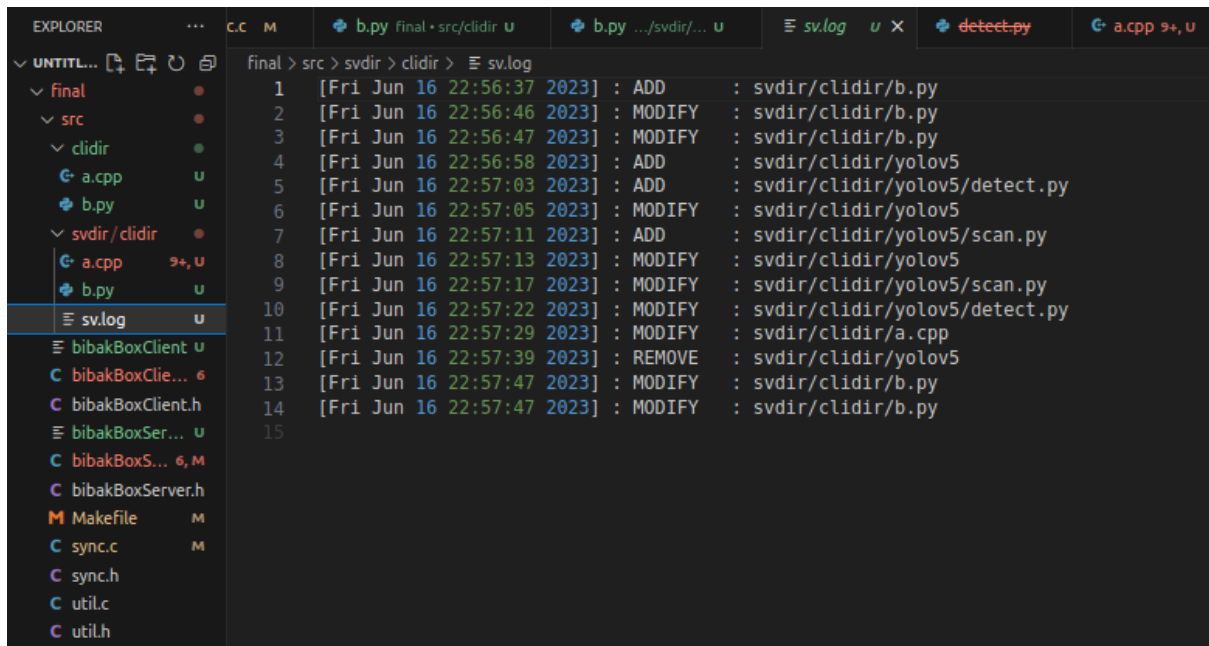 EXPLORER ...
UNTITL...
final
src
clidir
a.cpp U
b.py U
svdir/clidir
a.cpp 9+, U
b.py U
sv.log U
bibakBoxClient U
bibakBoxClie... 6
bibakBoxClient.h
bibakBoxSer... U
bibakBoxS... 6, M
bibakBoxServer.h
Makefile M
sync.c M
sync.h
util.c
util.h
c.c M b.py final • src/clidir U b.py .../svdir/... U sv.log U detect.py a.cpp 9+, U
final > src > svdir > clidir > sv.log
1 [Fri Jun 16 22:56:37 2023] : ADD : svdir/clidir/b.py
2 [Fri Jun 16 22:56:46 2023] : MODIFY : svdir/clidir/b.py
3 [Fri Jun 16 22:56:47 2023] : MODIFY : svdir/clidir/b.py
4 [Fri Jun 16 22:56:58 2023] : ADD : svdir/clidir/yolov5
5 [Fri Jun 16 22:57:03 2023] : ADD : svdir/clidir/yolov5/detect.py
6 [Fri Jun 16 22:57:05 2023] : MODIFY : svdir/clidir/yolov5
7 [Fri Jun 16 22:57:11 2023] : ADD : svdir/clidir/yolov5/scan.py
8 [Fri Jun 16 22:57:13 2023] : MODIFY : svdir/clidir/yolov5
9 [Fri Jun 16 22:57:17 2023] : MODIFY : svdir/clidir/yolov5/scan.py
10 [Fri Jun 16 22:57:22 2023] : MODIFY : svdir/clidir/yolov5/detect.py
11 [Fri Jun 16 22:57:29 2023] : MODIFY : svdir/clidir/a.cpp
12 [Fri Jun 16 22:57:39 2023] : REMOVE : svdir/clidir/yolov5
13 [Fri Jun 16 22:57:47 2023] : MODIFY : svdir/clidir/b.py
14 [Fri Jun 16 22:57:47 2023] : MODIFY : svdir/clidir/b.py
15